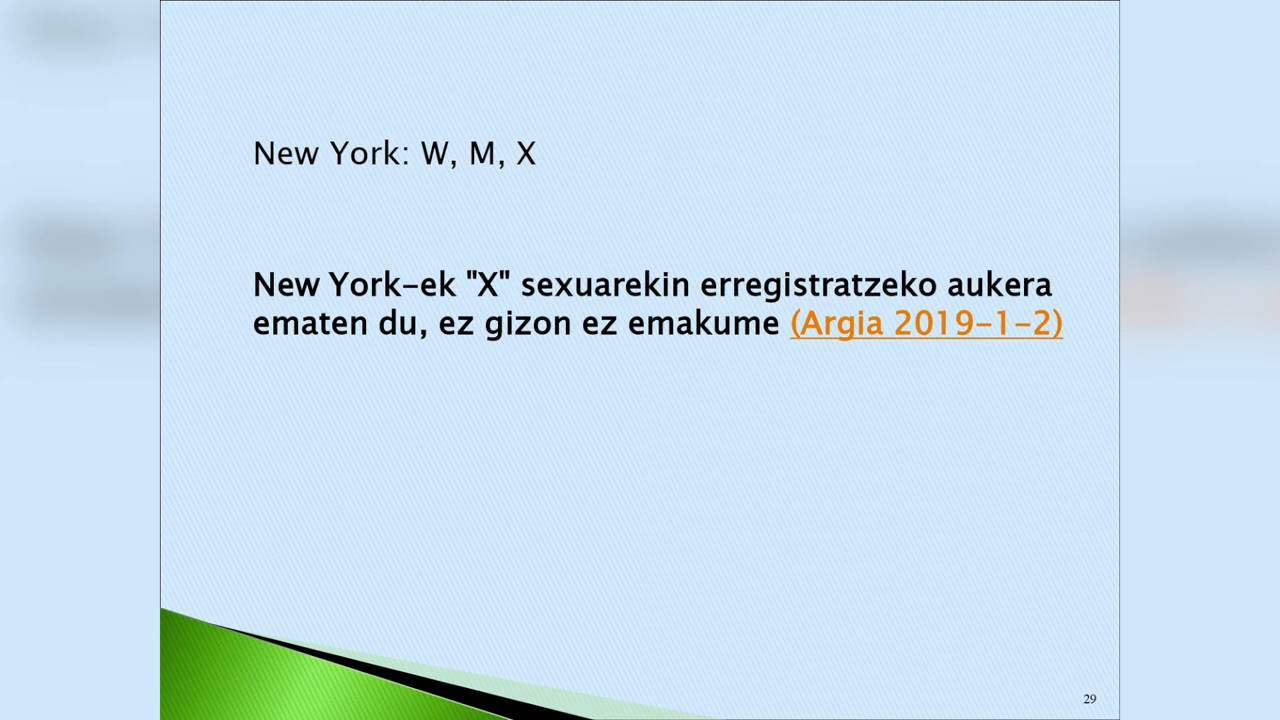 New York: W, M, X
New York-ek "X" sexuarekin erregistratzeko aukera
ematen du, ez gizon ez emakume (Argia 2019-1-2)
29